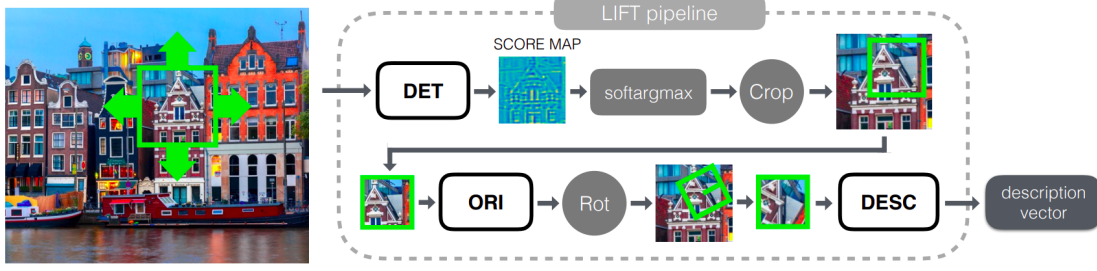 LIFT pipeline
SCORE MAP
DET
softargmax
Crop
ORI
Rot
DESC
description
vector